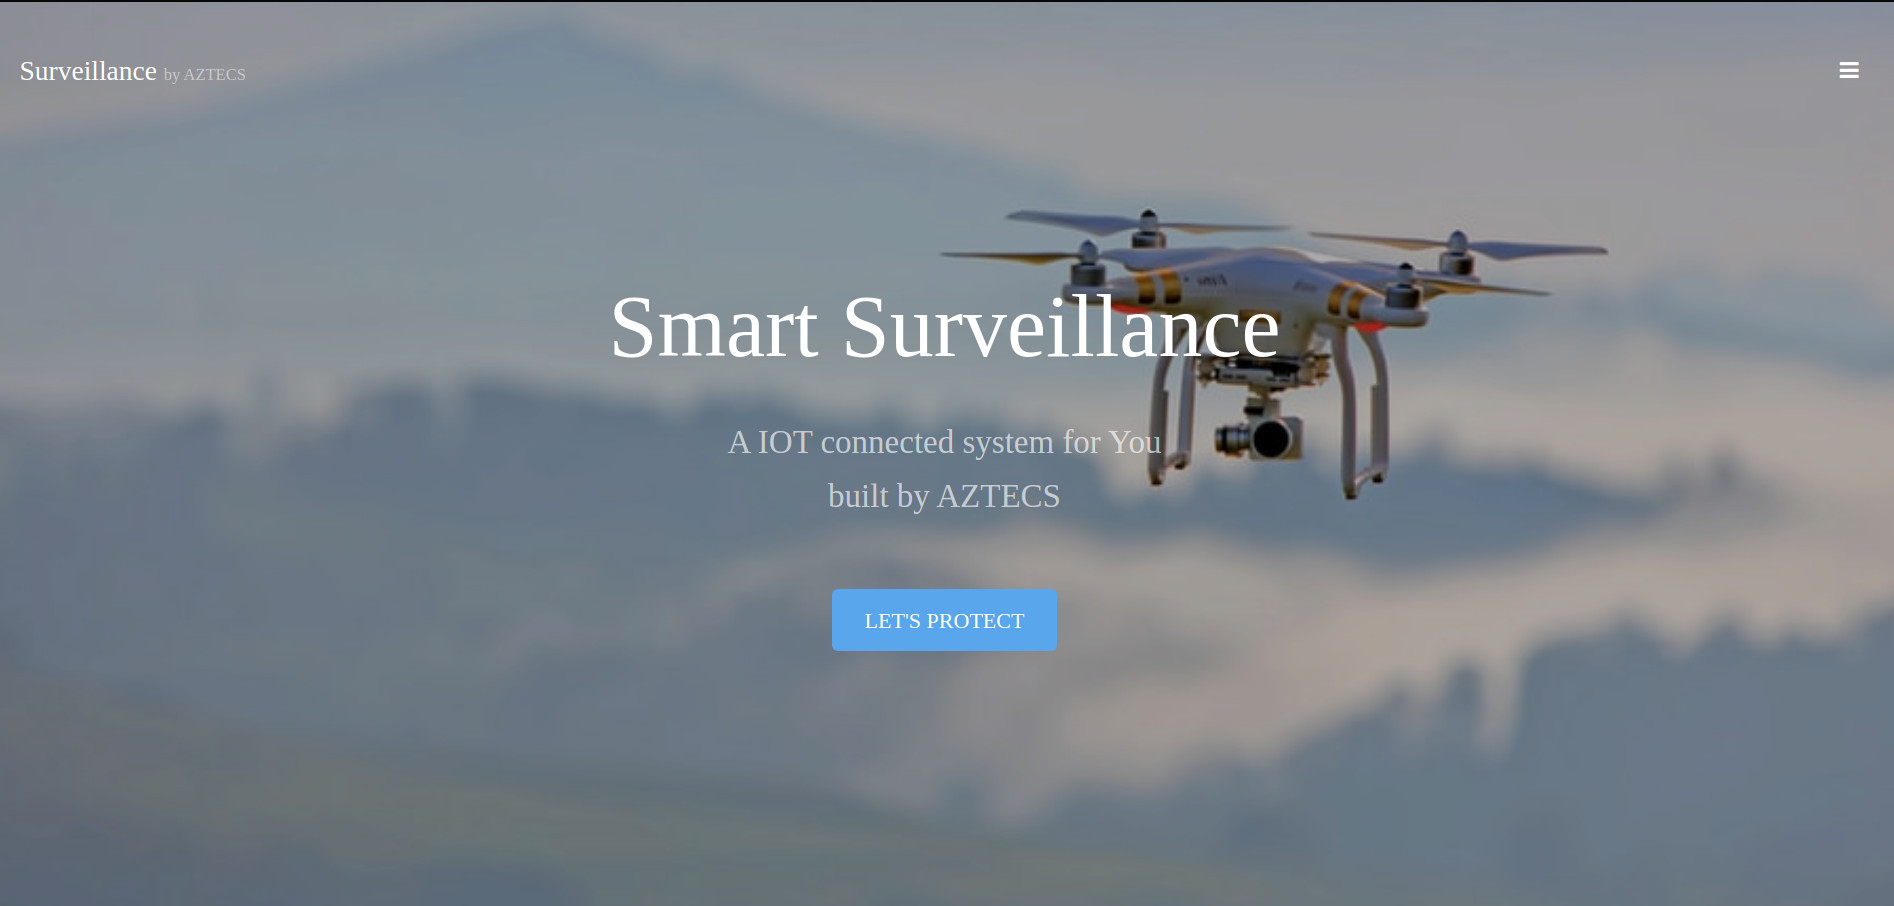 Surveillance by AZTECS
Smart Surveillance
A IOT connected system for You
built by AZTECS
LET'S PROTECT